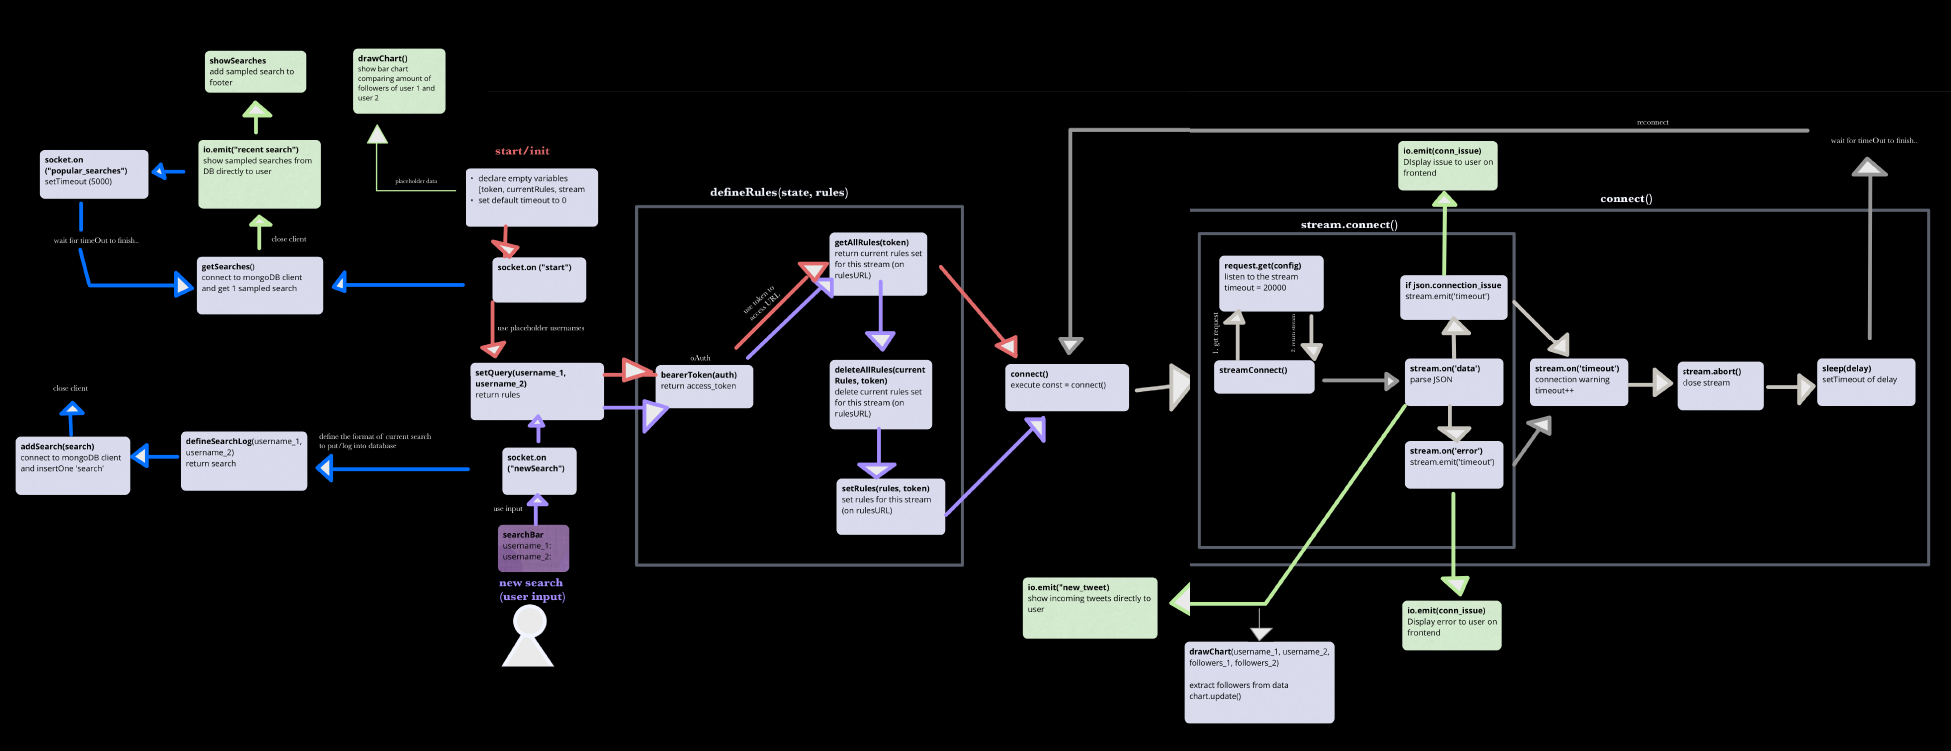 showSearches
add sampled search to
footer
drawChart()
show bar chart
comparing amount of
followers of user 1 and
user 2
io.emit("recent search")
show sampled searches from
DB directly to user
socket.on
("popular_searches")
setTimeout (5000)
wait for timeOut to finish..
close client
getSearches()
connect to mongoDB client
and get 1 sampled search
placeholder data
start/init
• declare empty variables
[token, currentRules, stream
• set default timeout to 0
socket.on ("start")
use placeholder usernames
setQuery(username_1,
username_2)
return rules
close client
addSearch(search)
connect to mongoDB client
and insertOne 'search'
defineSearchLog(username_1,
username_2)
return search
define the format of current search
to put/log into database
socket.on
("newSearch")
use input
searchBar
username_1:
username_2:
new search
(user input)
defineRules(state, rules)
getAllRules(token)
return current rules set
for this stream (on
rulesURL)
use token to
access URL
oAuth
bearerToken(auth)
return access_token
deleteAllRules(current
Rules, token)
delete current rules set
for this stream (on
rulesURL)
setRules(rules, token)
set rules for this stream
(on rulesURL)
connect()
execute const = connect()
reconnect
wait for timeOut to finish..
connect()
stream.connect()
io.emit(conn_issue)
DIsplay issue to user on
frontend
request.get(config)
listen to the stream
timeout = 20000
1. get request
2. return stream
streamConnect()
if json.connection_issue
stream.emit('timeout')
stream.on('data')
parse JSON
stream.on('error')
stream.emit('timeout')
stream.on('timeout')
connection warning
timeout++
stream.abort()
close stream
sleep(delay)
setTimeout of delay
io.emit("new_tweet)
show incoming tweets directly to
user
drawChart(username_1, username_2,
followers_1, followers_2)
extract followers from data
chart.update()
io.emit(conn_issue)
Display error to user on
frontend